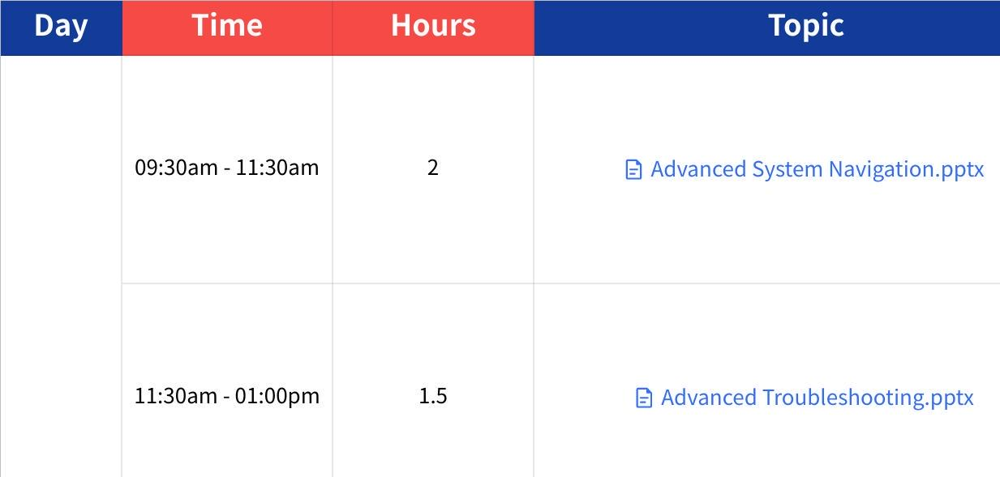 Day Time Hours Topic
09:30am - 11:30am 2 Advanced System Navigation.pptx
11:30am - 01:00pm 1.5 Advanced Troubleshooting.pptx